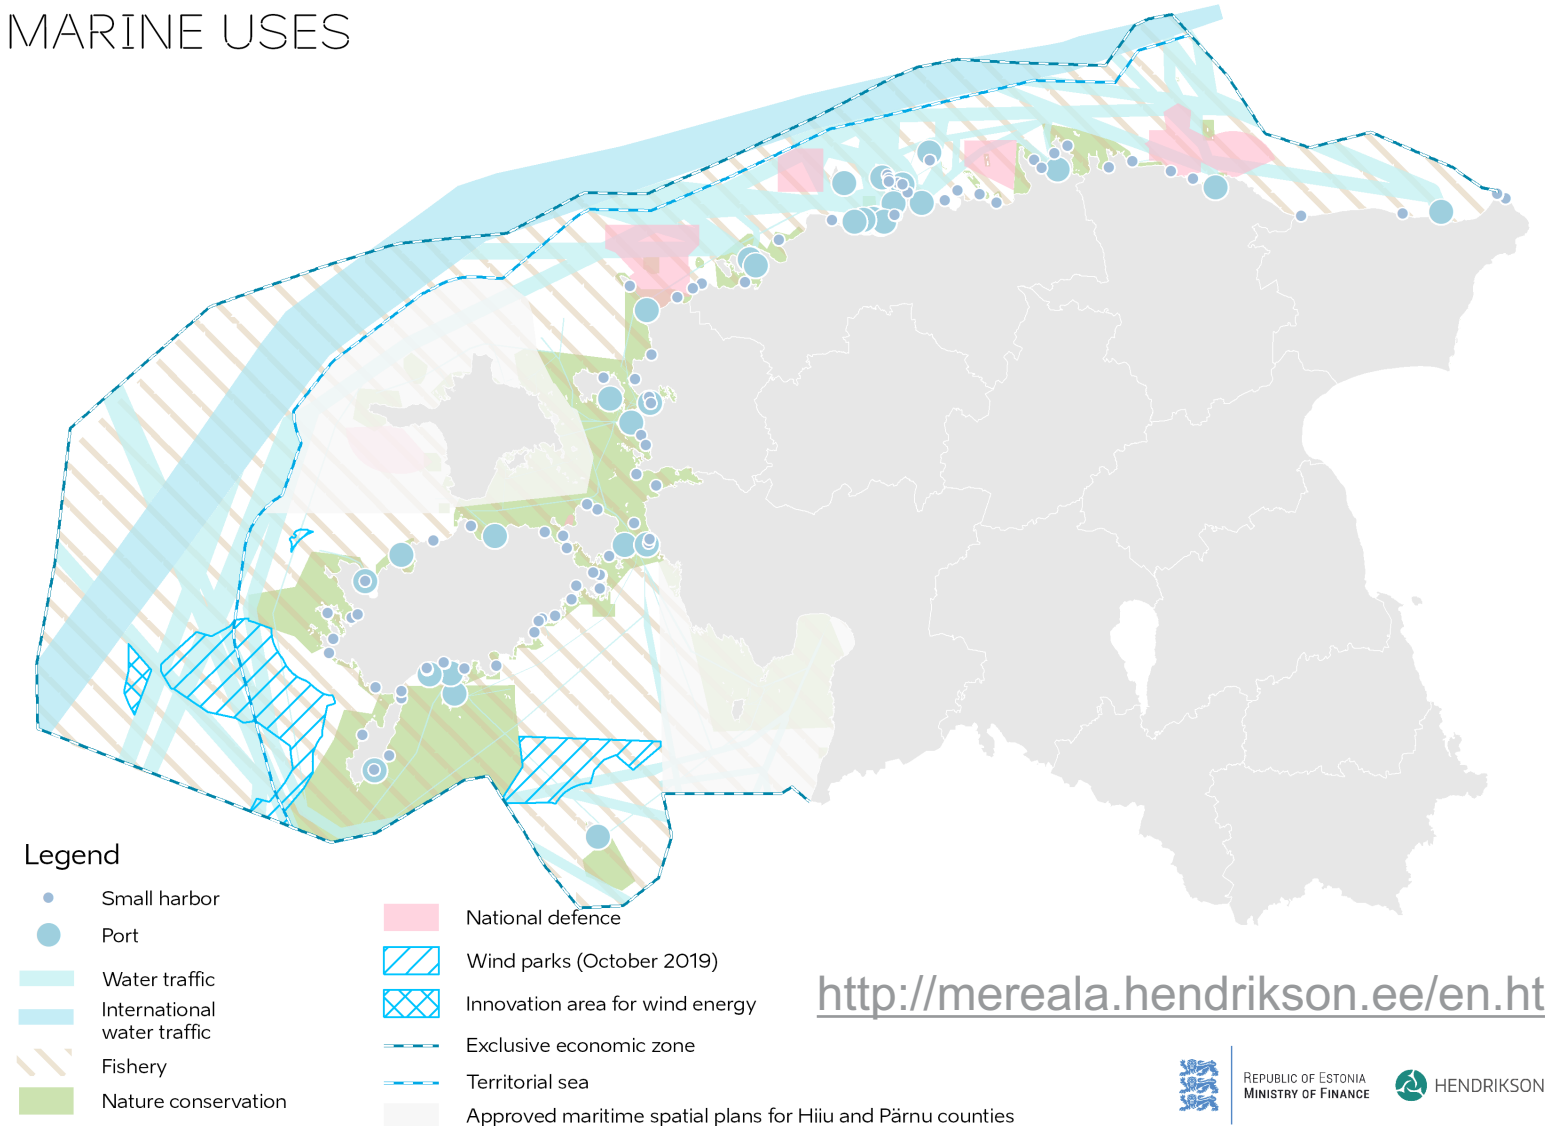 MARINE USES
Legend
Small harbor
Port
Water traffic
International
water traffic
Fishery
Nature conservation
National defence
Wind parks (October 2019)
Innovation area for wind energy
Exclusive economic zone
Territorial sea
Approved maritime spatial plans for Hiiu and Pärnu counties
http://mereala.hendrikson.ee/en.ht
REPUBLIC OF ESTONIA
MINISTRY OF FINANCE
HENDRIKSON